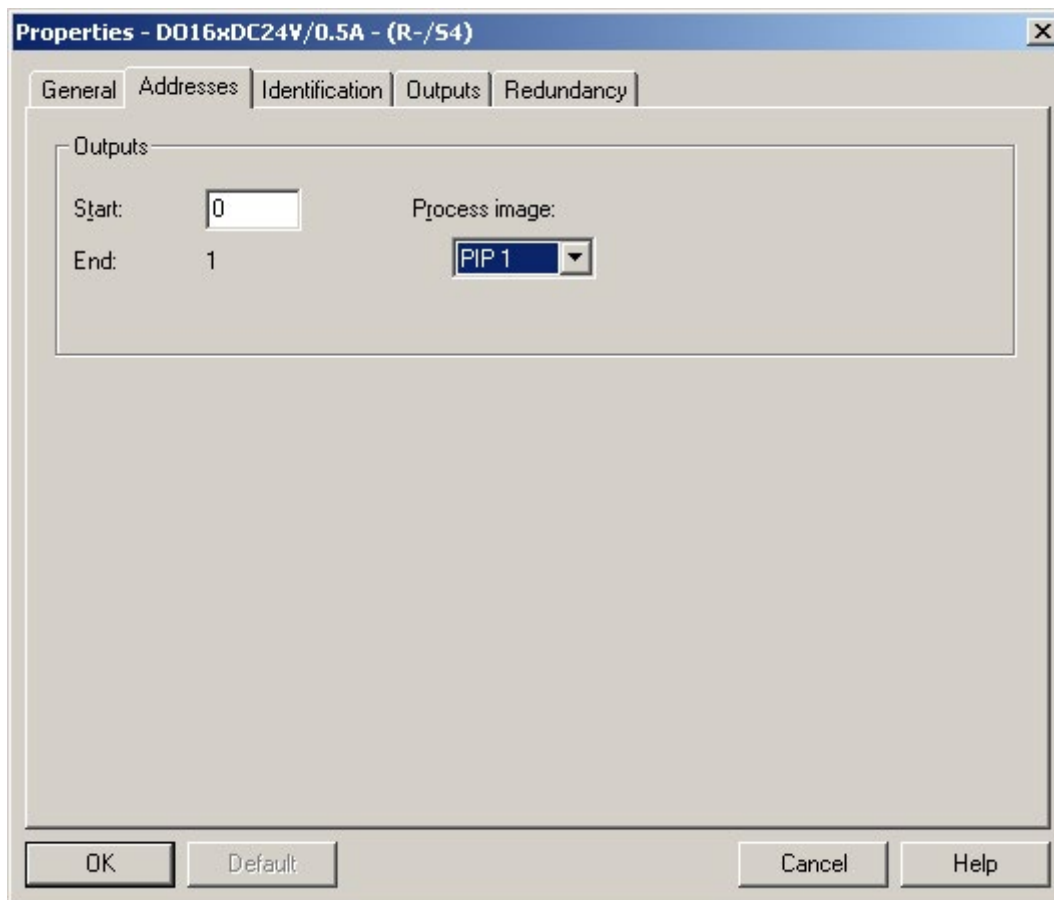 Properties - DO16xDC24V/0.5A - (R-/S4)
General Addresses Identification Outputs Redundancy
Outputs
Start: 0 Process image:
End: 1 PIP 1
OK Default Cancel Help